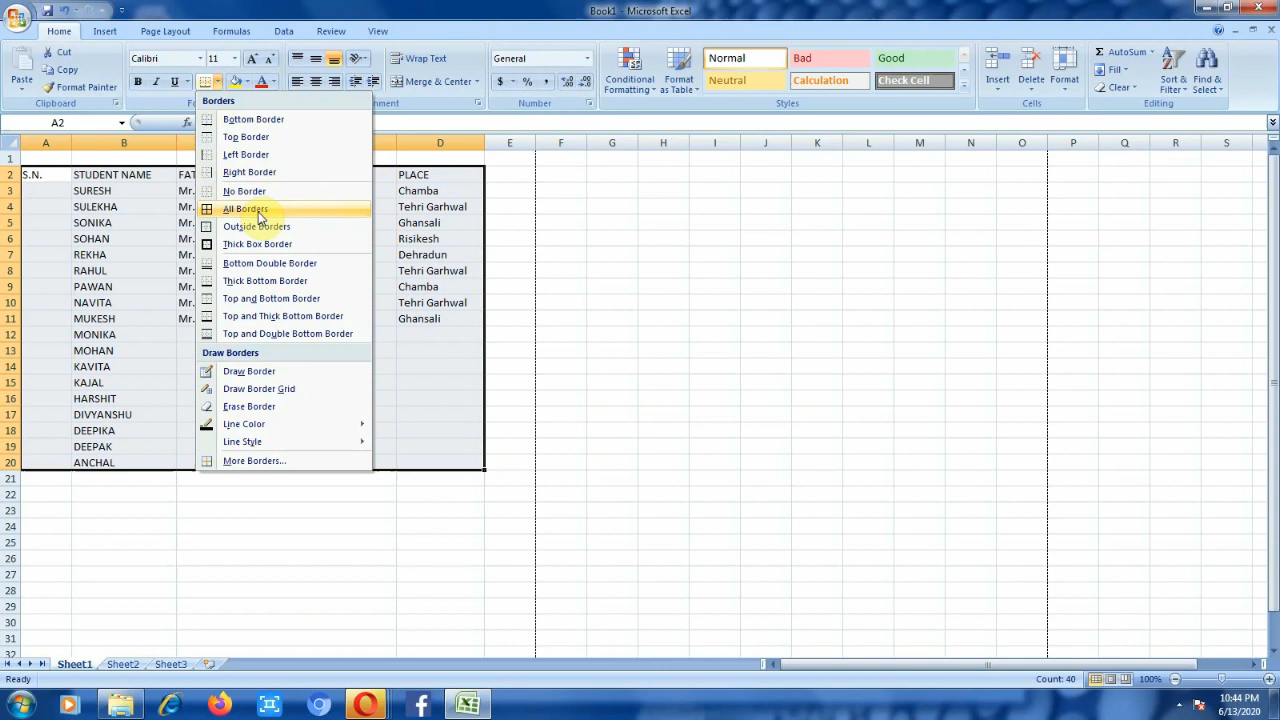 Book1 - Microsoft Excel
Home Insert Page Layout Formulas Data Review View
Paste
Cut
Copy
Format Painter
Clipboard
Calibri 11
B I U
Wrap Text
Merge & Center
General
$ % ,
Number
Conditional Formatting
Format as Table
Normal Bad Good
Neutral Calculation Check Cell
Styles
Insert Delete Format
Cells
AutoSum
Fill
Clear
Sort & Filter
Find & Select
Editing
A2 fx
A B D E F G H I J K L M N O P Q R S
Borders
Bottom Border
Top Border
Left Border
Right Border
No Border
All Borders
Outside Borders
Thick Box Border
Bottom Double Border
Thick Bottom Border
Top and Bottom Border
Top and Thick Bottom Border
Top and Double Bottom Border
Draw Borders
Draw Border
Draw Border Grid
Erase Border
Line Color
Line Style
More Borders...
1
2 S.N. STUDENT NAME PLACE
3 SURESH Mr. Chamba
4 SULEKHA Mr. Tehri Garhwal
5 SONIKA Mr. Ghansali
6 SOHAN Mr. Risikesh
7 REKHA Mr. Dehradun
8 RAHUL Mr. Tehri Garhwal
9 PAWAN Mr. Chamba
10 NAVITA Mr. Tehri Garhwal
11 MUKESH Mr. Ghansali
12 MONIKA
13 MOHAN
14 KAVITA
15 KAJAL
16 HARSHIT
17 DIVYANSHU
18 DEEPIKA
19 DEEPAK
20 ANCHAL
21
22
23
24
25
26
27
28
29
30
31
32
Sheet1 Sheet2 Sheet3
Ready Count: 40 100%
10:44 PM
6/13/2020